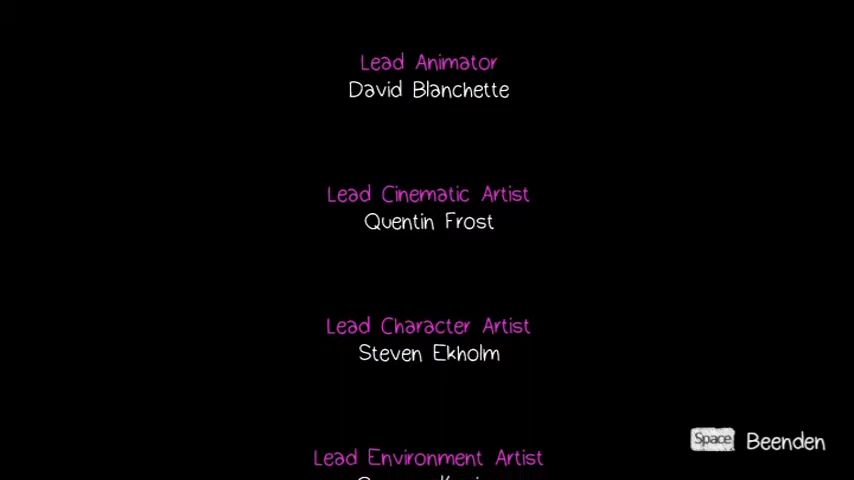 Lead Animator
David Blanchette
Lead Cinematic Artist
Quentin Frost
Lead Character Artist
Steven Ekholm
Lead Environment Artist
Space Beenden